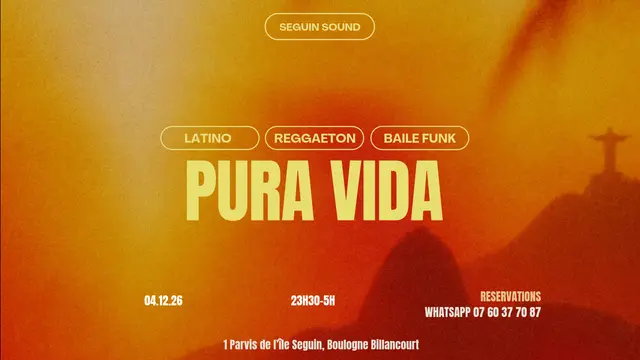 SEGUIN SOUND
LATINO REGGAETON BAILE FUNK
PURA VIDA
04.12.26 23H30-5H RESERVATIONS
WHATSAPP 07 60 37 70 87
1 Parvis de l'Île Seguin, Boulogne Billancourt